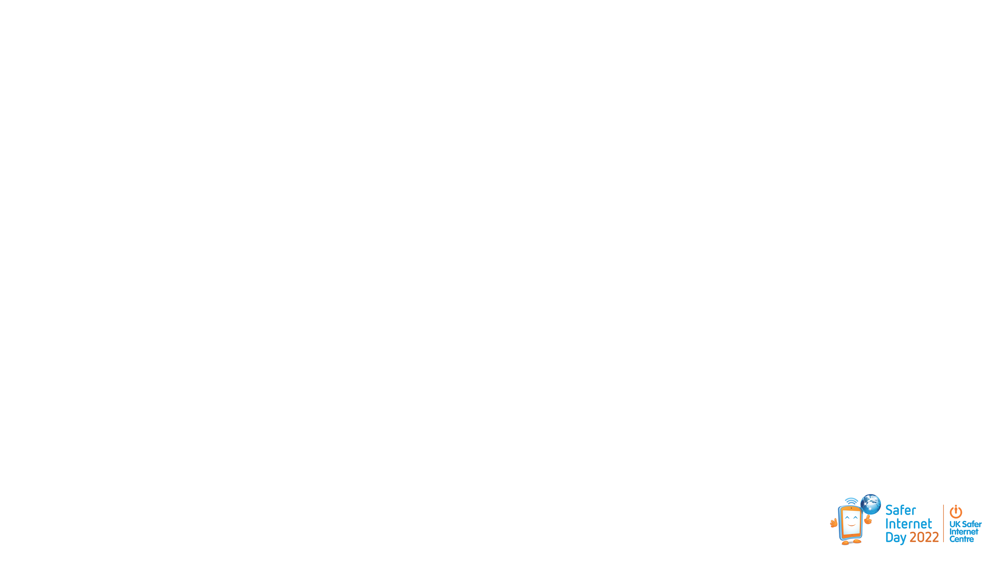 Safer
Internet
Day 2022
UK Safer
Internet
Centre